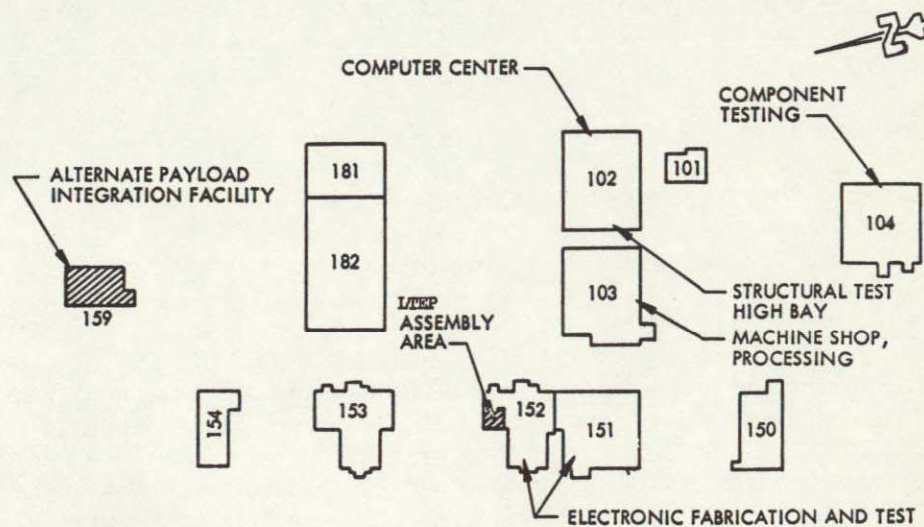 N
COMPUTER CENTER
COMPONENT
TESTING
ALTERNATE PAYLOAD
INTEGRATION FACILITY
181
102
101
104
182
103
159
I/TEP
ASSEMBLY
AREA
STRUCTURAL TEST
HIGH BAY
MACHINE SHOP,
PROCESSING
154
153
152
151
150
ELECTRONIC FABRICATION AND TEST